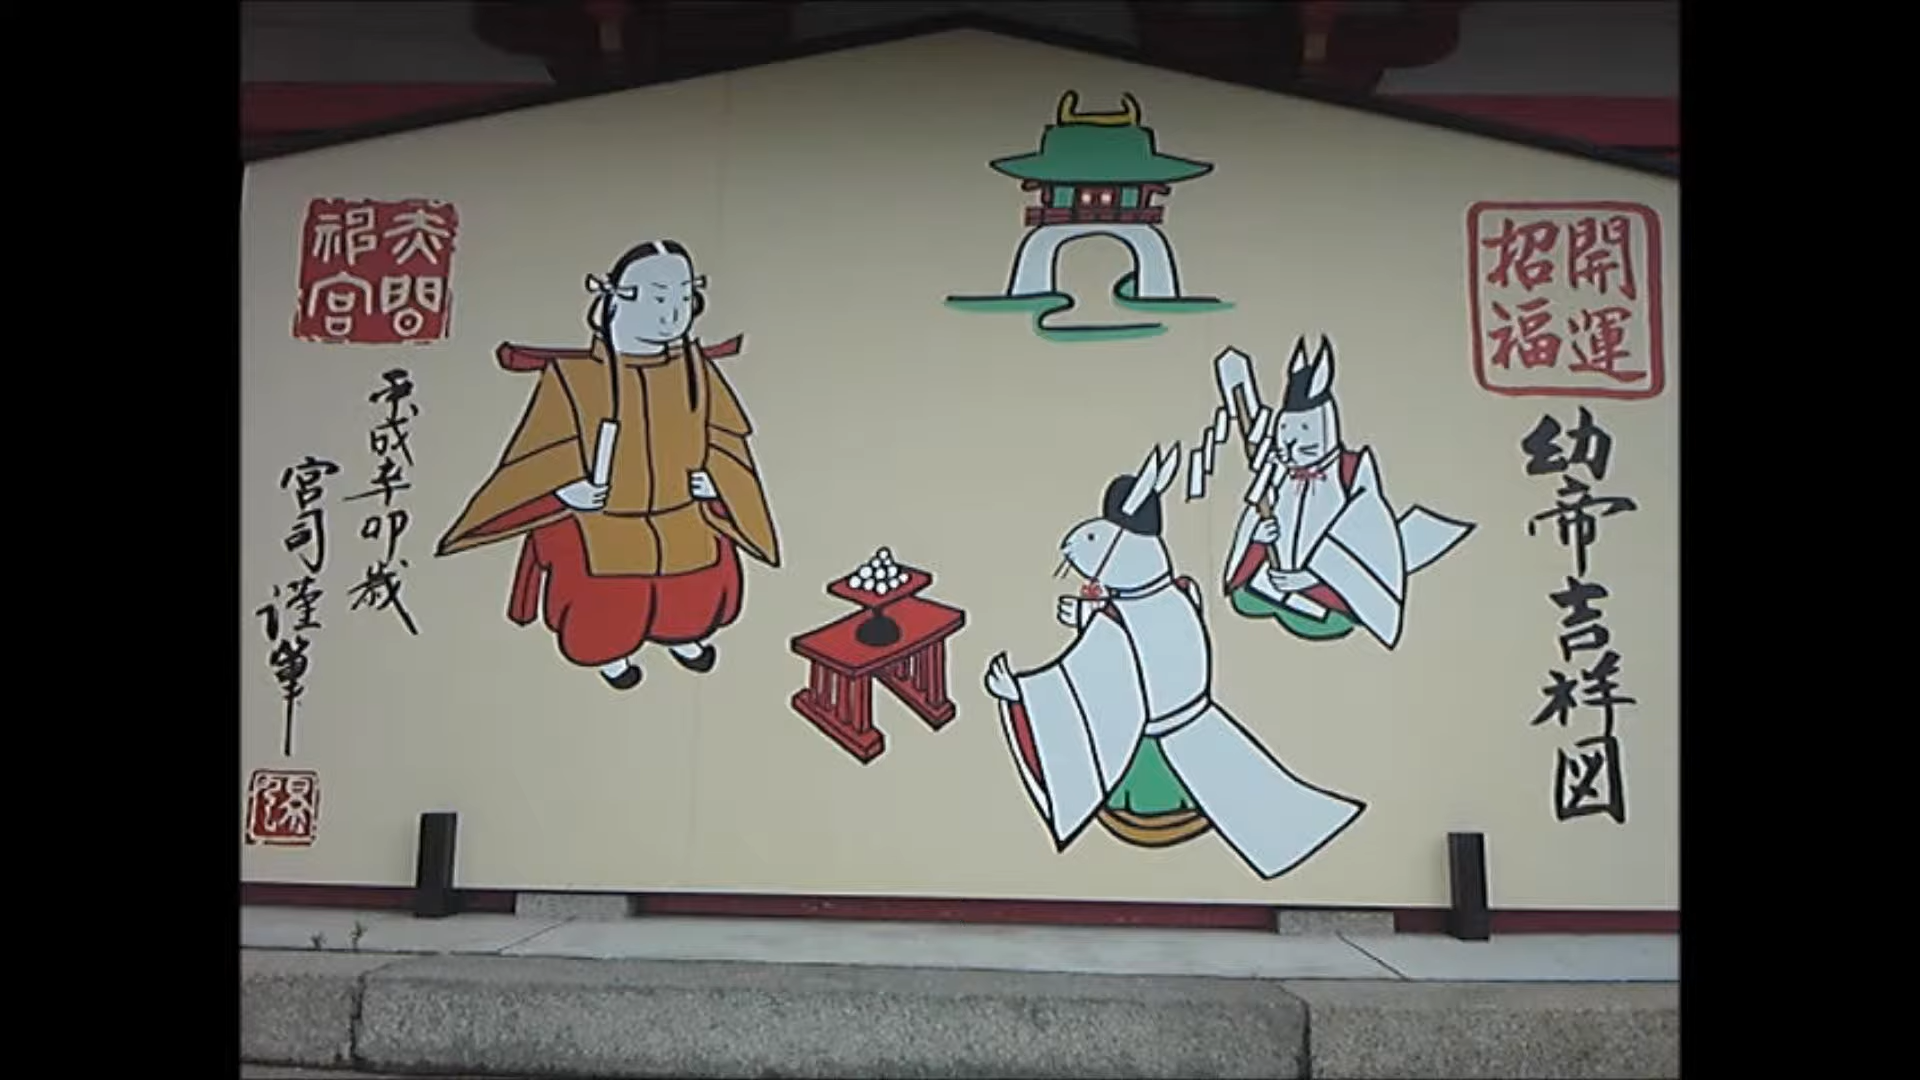 開運
招福
幼帝吉祥図
赤間
神宮
平成辛卯歳
宮司謹筆